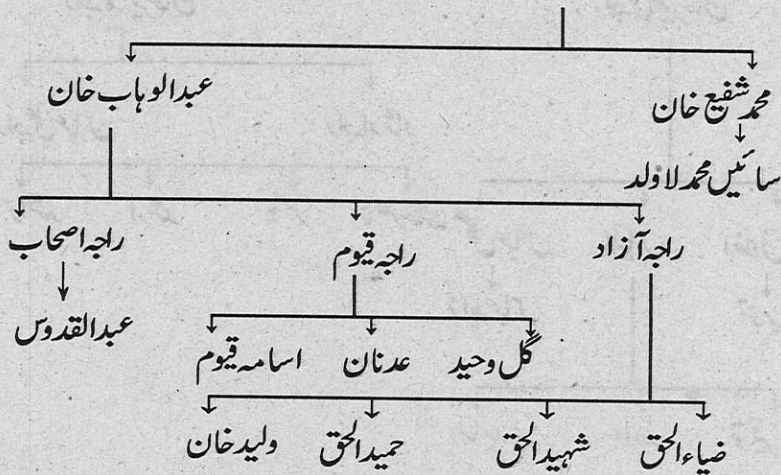 محمد شفیع خان عبدالوہاب خان
سائیں محمد لاولد
راجہ آزاد راجہ قیوم راجہ اصحاب
عبدالقدوس
گل وحید عدنان اسامہ قیوم
ضیاء الحق شہید الحق حمید الحق ولید خان